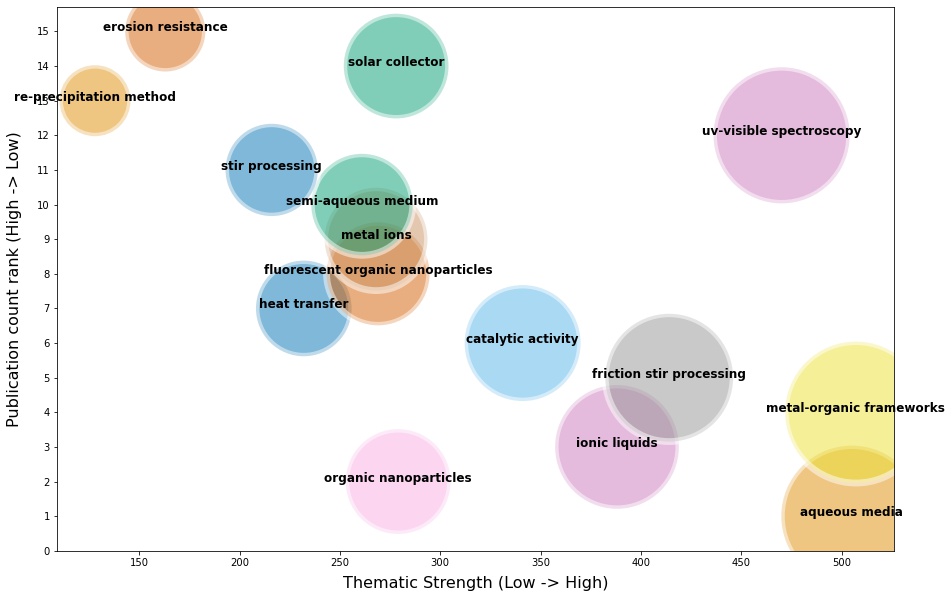 erosion resistance
15
solar collector
14
re-precipitation method
13
uv-visible spectroscopy
12
stir processing
11
semi-aqueous medium
10
metal ions
9
fluorescent organic nanoparticles
8
heat transfer
7
catalytic activity
6
friction stir processing
5
metal-organic frameworks
4
ionic liquids
3
organic nanoparticles
2
aqueous media
1
0
150 200 250 300 350 400 450 500
Thematic Strength (Low -> High)
Publication count rank (High -> Low)